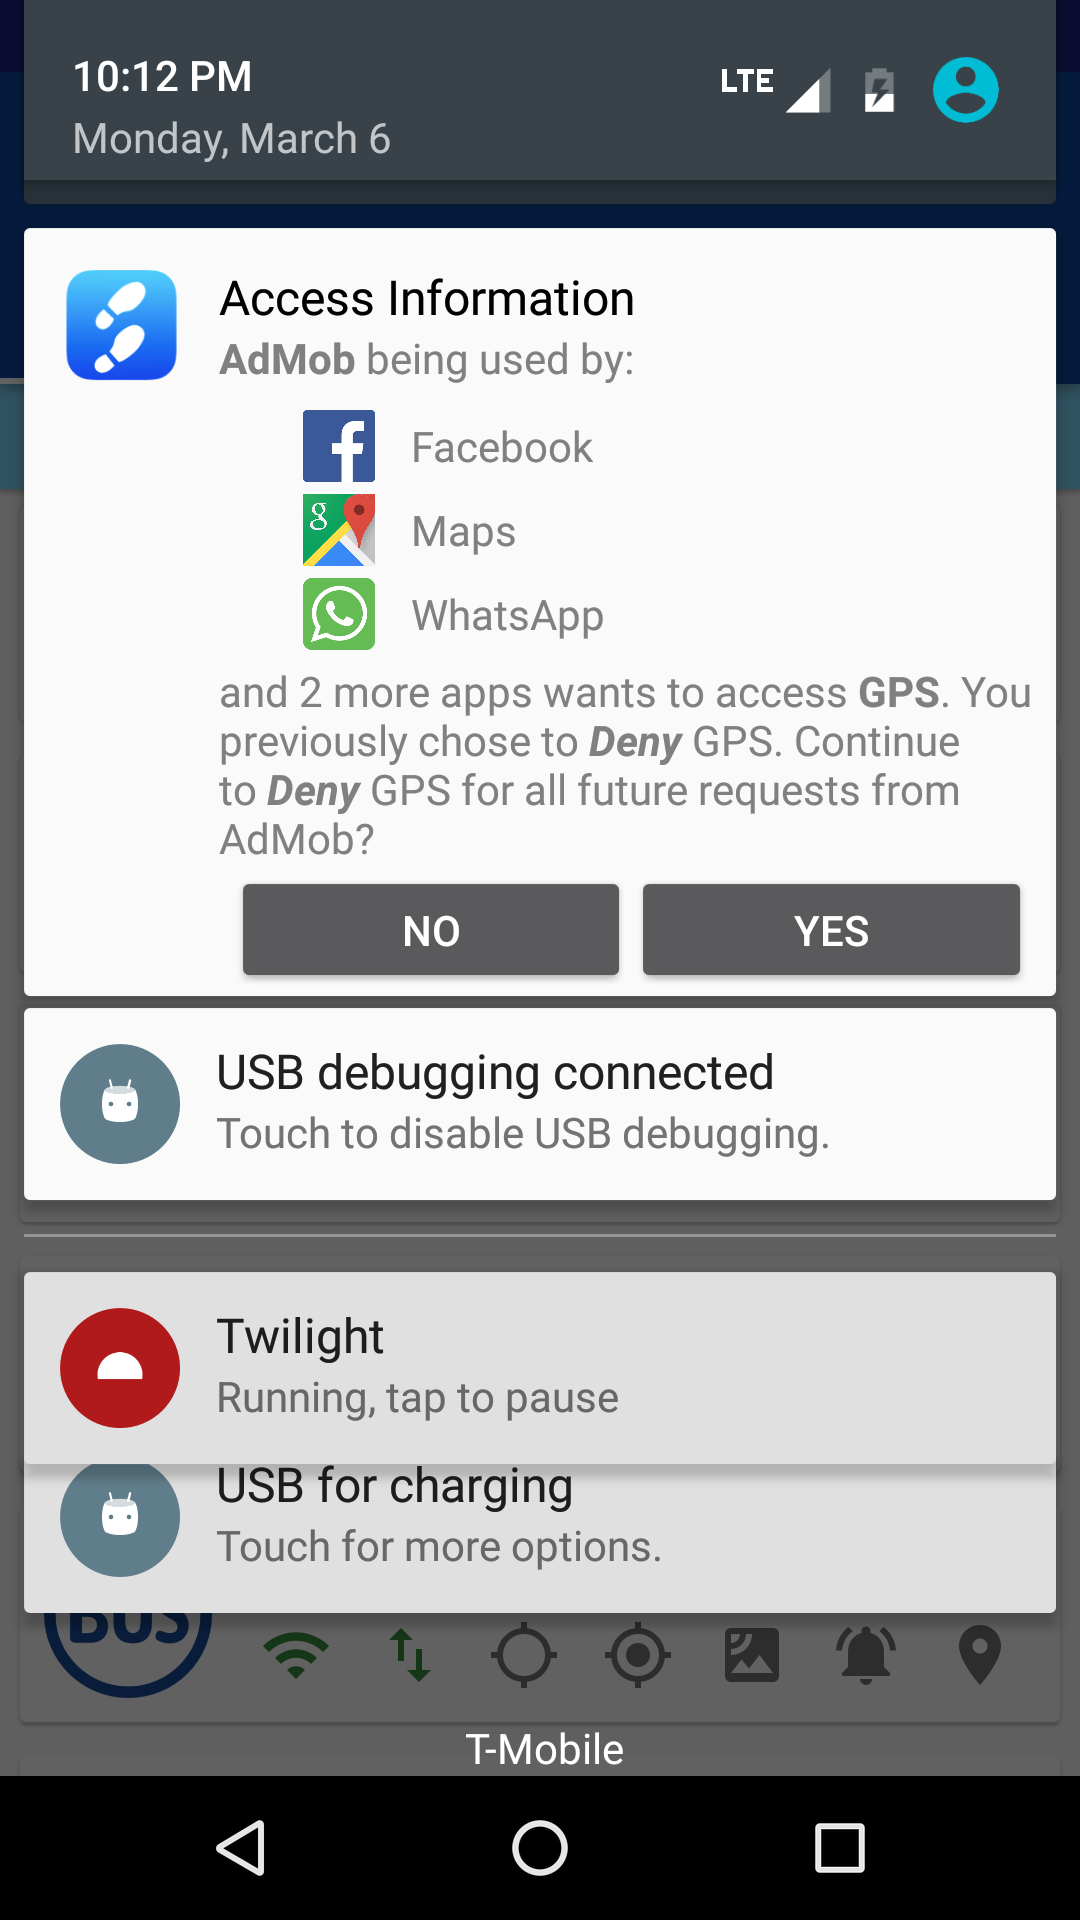 10:12 PM
LTE
Monday, March 6
Access Information
AdMob being used by:
Facebook
g
Maps
WhatsApp
and 2 more apps wants to access GPS. You
previously chose to Deny GPS. Continue
to Deny GPS for all future requests from
AdMob?
NO
YES
USB debugging connected
Touch to disable USB debugging.
Twilight
Running, tap to pause
USB for charging
Touch for more options.
BUS
T-Mobile